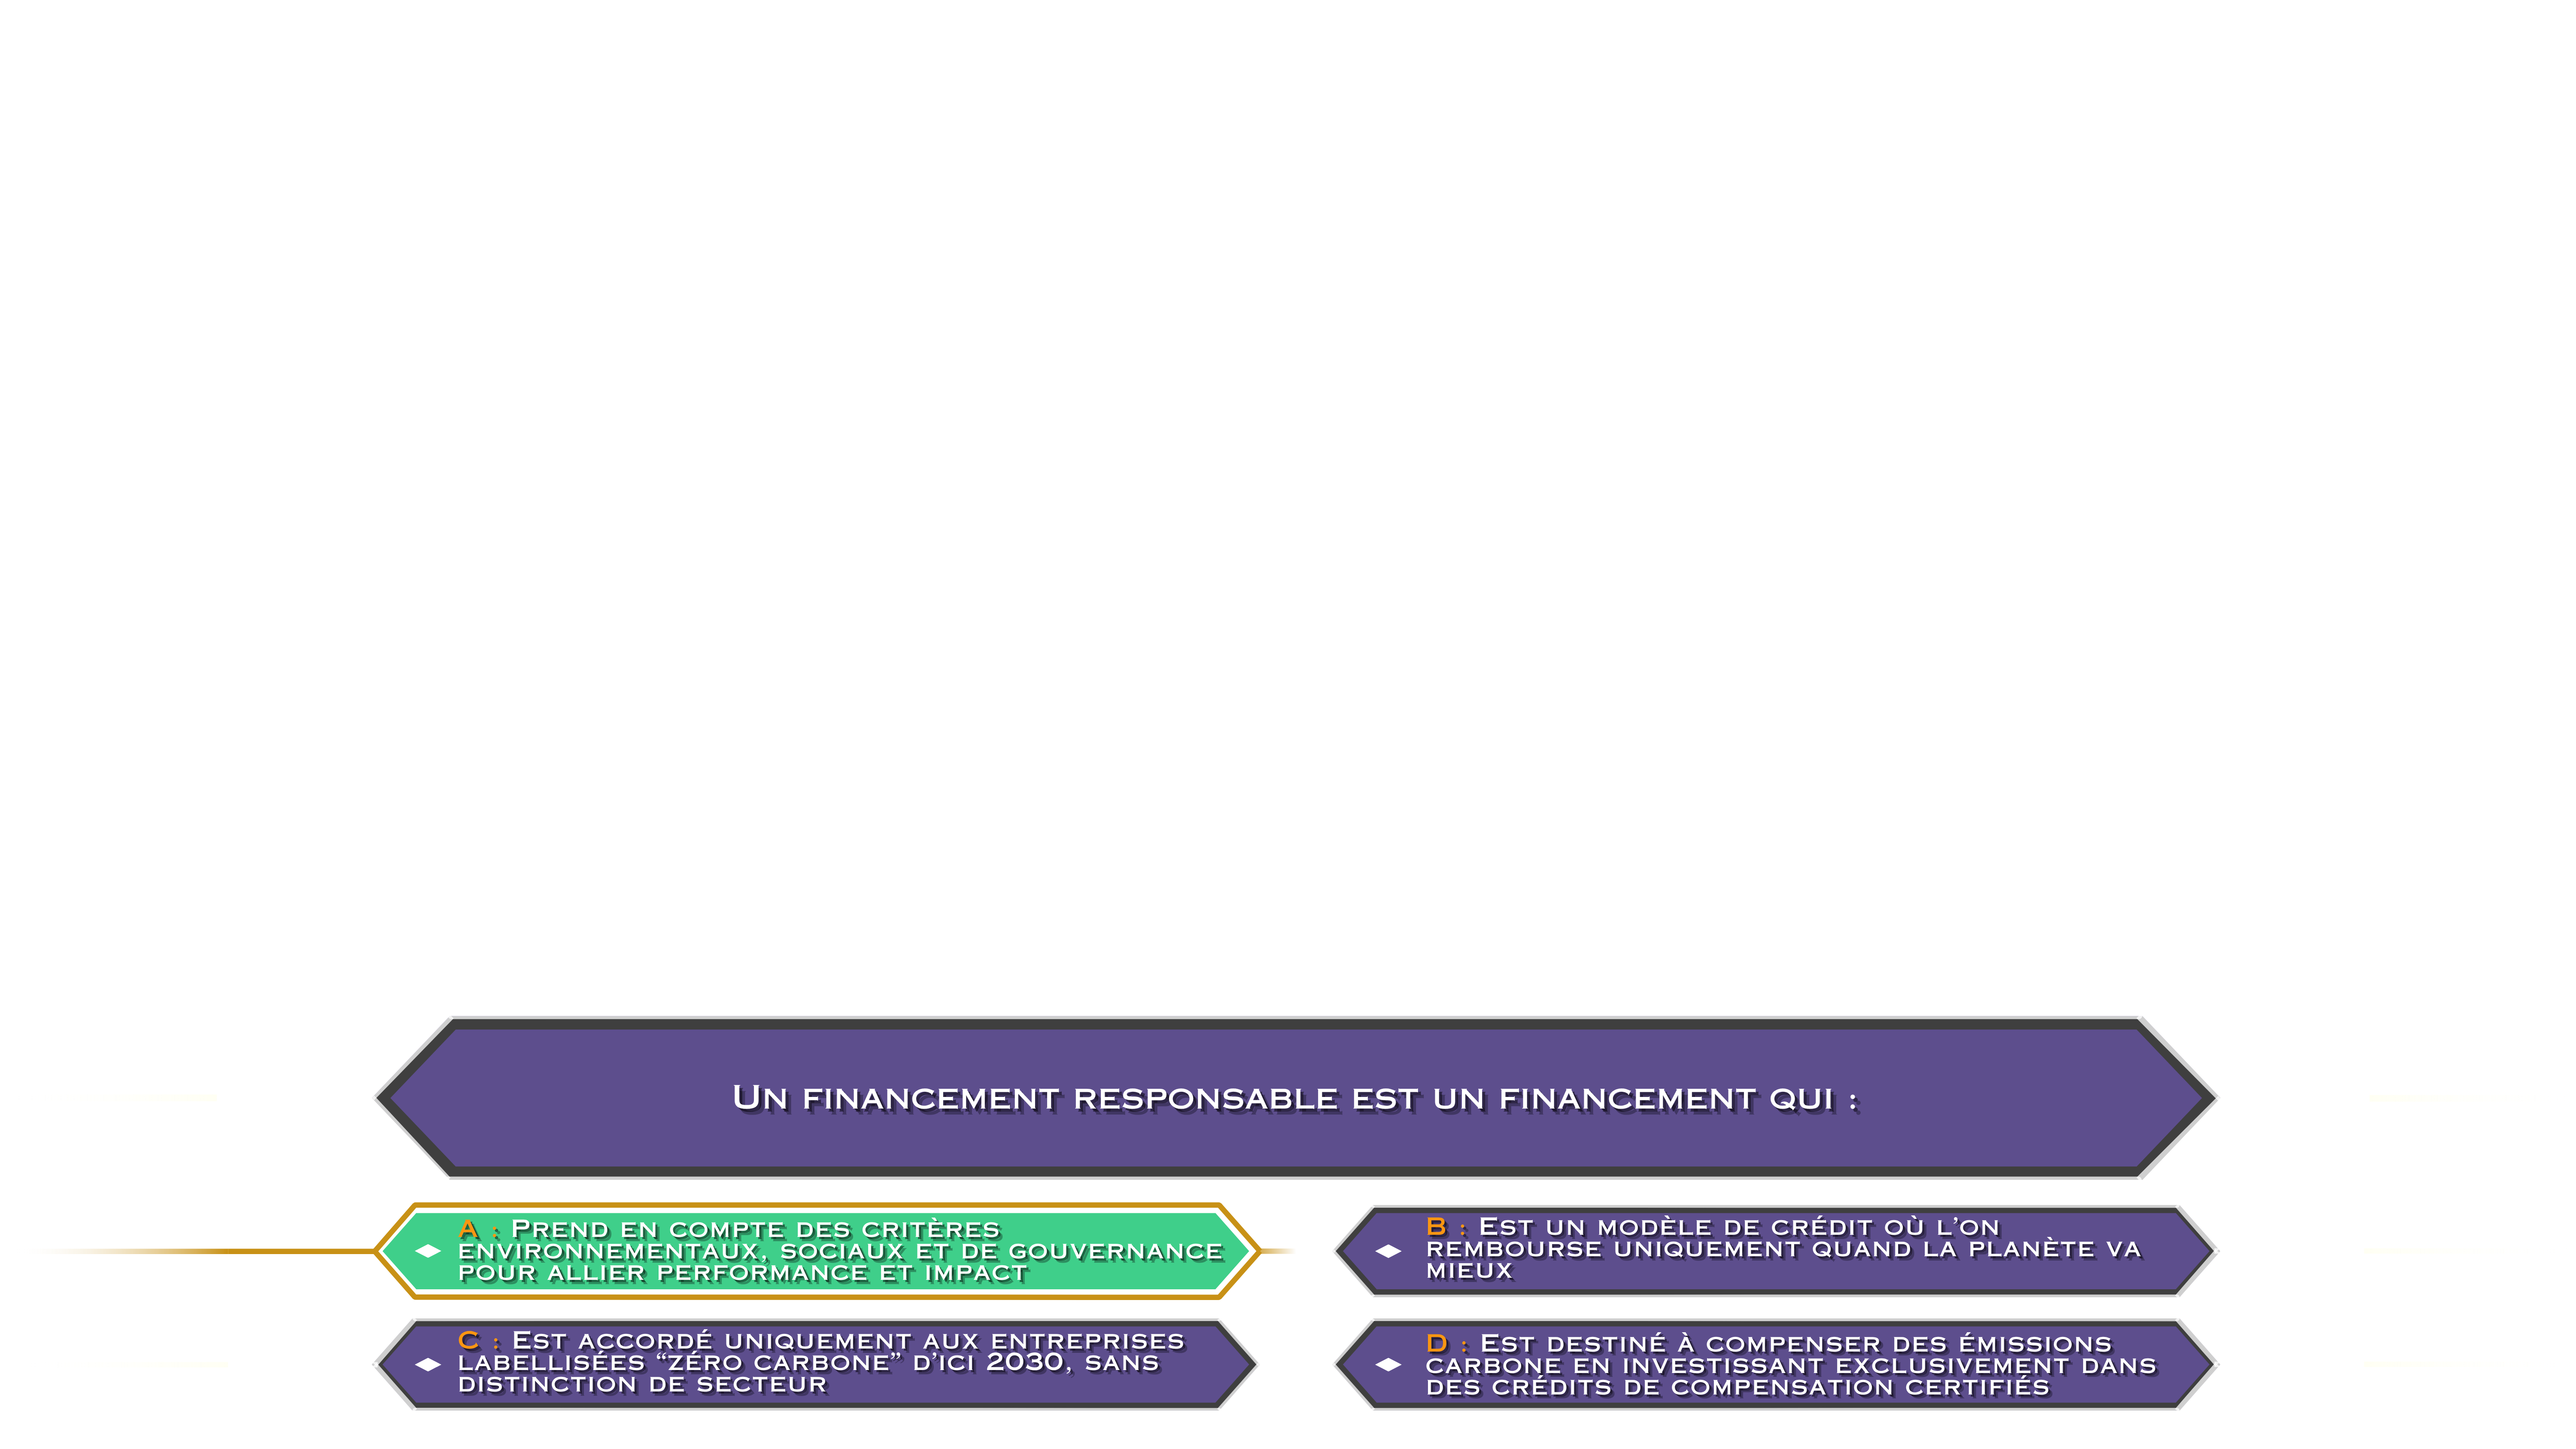 Un financement responsable est un financement qui :
A : Prend en compte des critères
environnementaux, sociaux et de gouvernance
pour allier performance et impact
B : Est un modèle de crédit où l’on
rembourse uniquement quand la planète va
mieux
C : Est accordé uniquement aux entreprises
labellisées “zéro carbone” d’ici 2030, sans
distinction de secteur
D : Est destiné à compenser des émissions
carbone en investissant exclusivement dans
des crédits de compensation certifiés